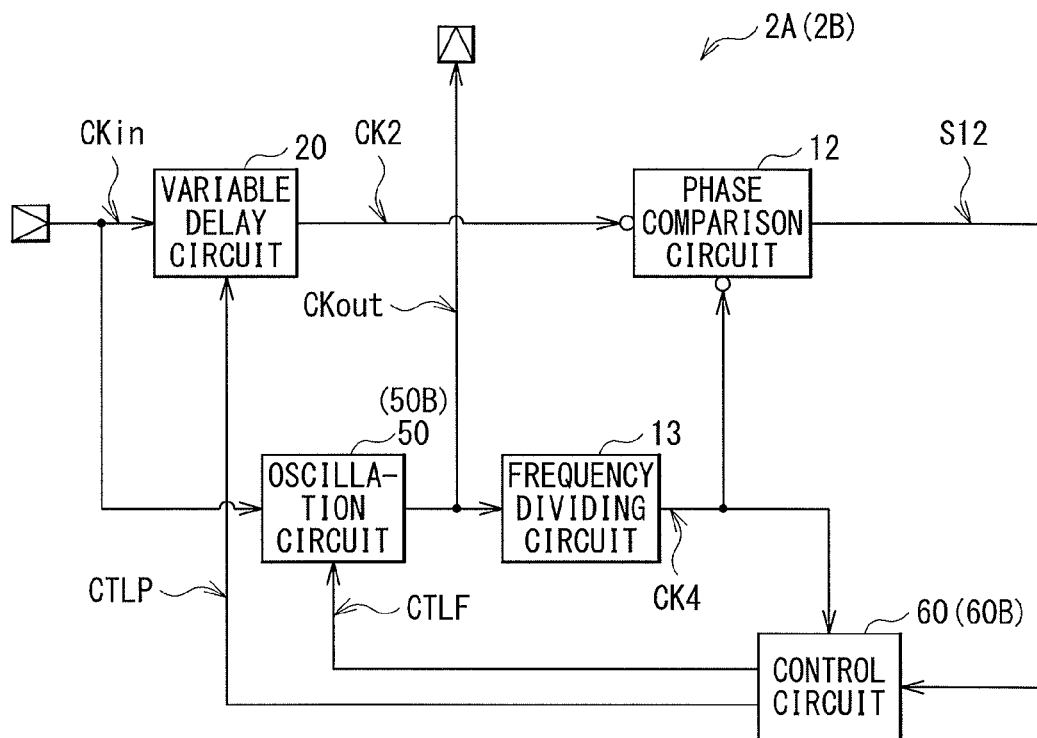 2A(2B)
CKin
20
CK2
12
S12
VARIABLE
DELAY
CIRCUIT
PHASE
COMPARISON
CIRCUIT
CKout
(50B)
50
13
OSCILLA-
TION
CIRCUIT
FREQUENCY
DIVIDING
CIRCUIT
CTLP
CTLF
CK4
60(60B)
CONTROL
CIRCUIT